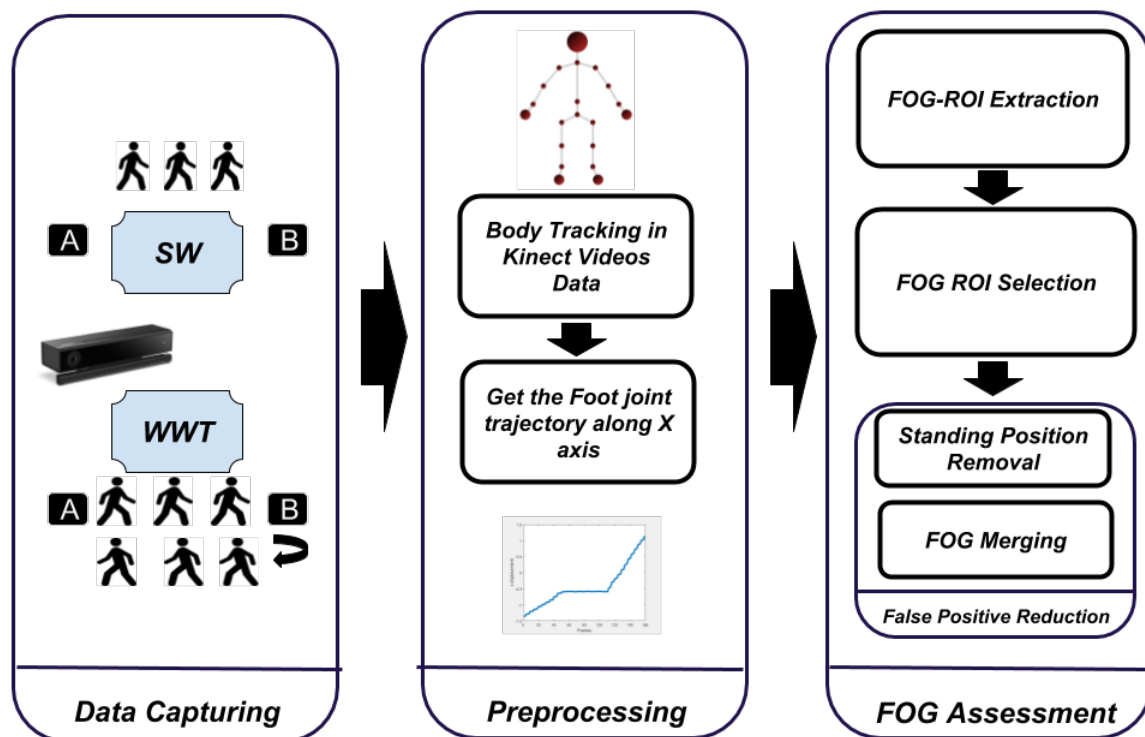 A
SW
B
WWT
A
B
Data Capturing
Body Tracking in
Kinect Videos
Data
Get the Foot joint
trajectory along X
axis
Preprocessing
FOG-ROI Extraction
FOG ROI Selection
Standing Position
Removal
FOG Merging
False Positive Reduction
FOG Assessment